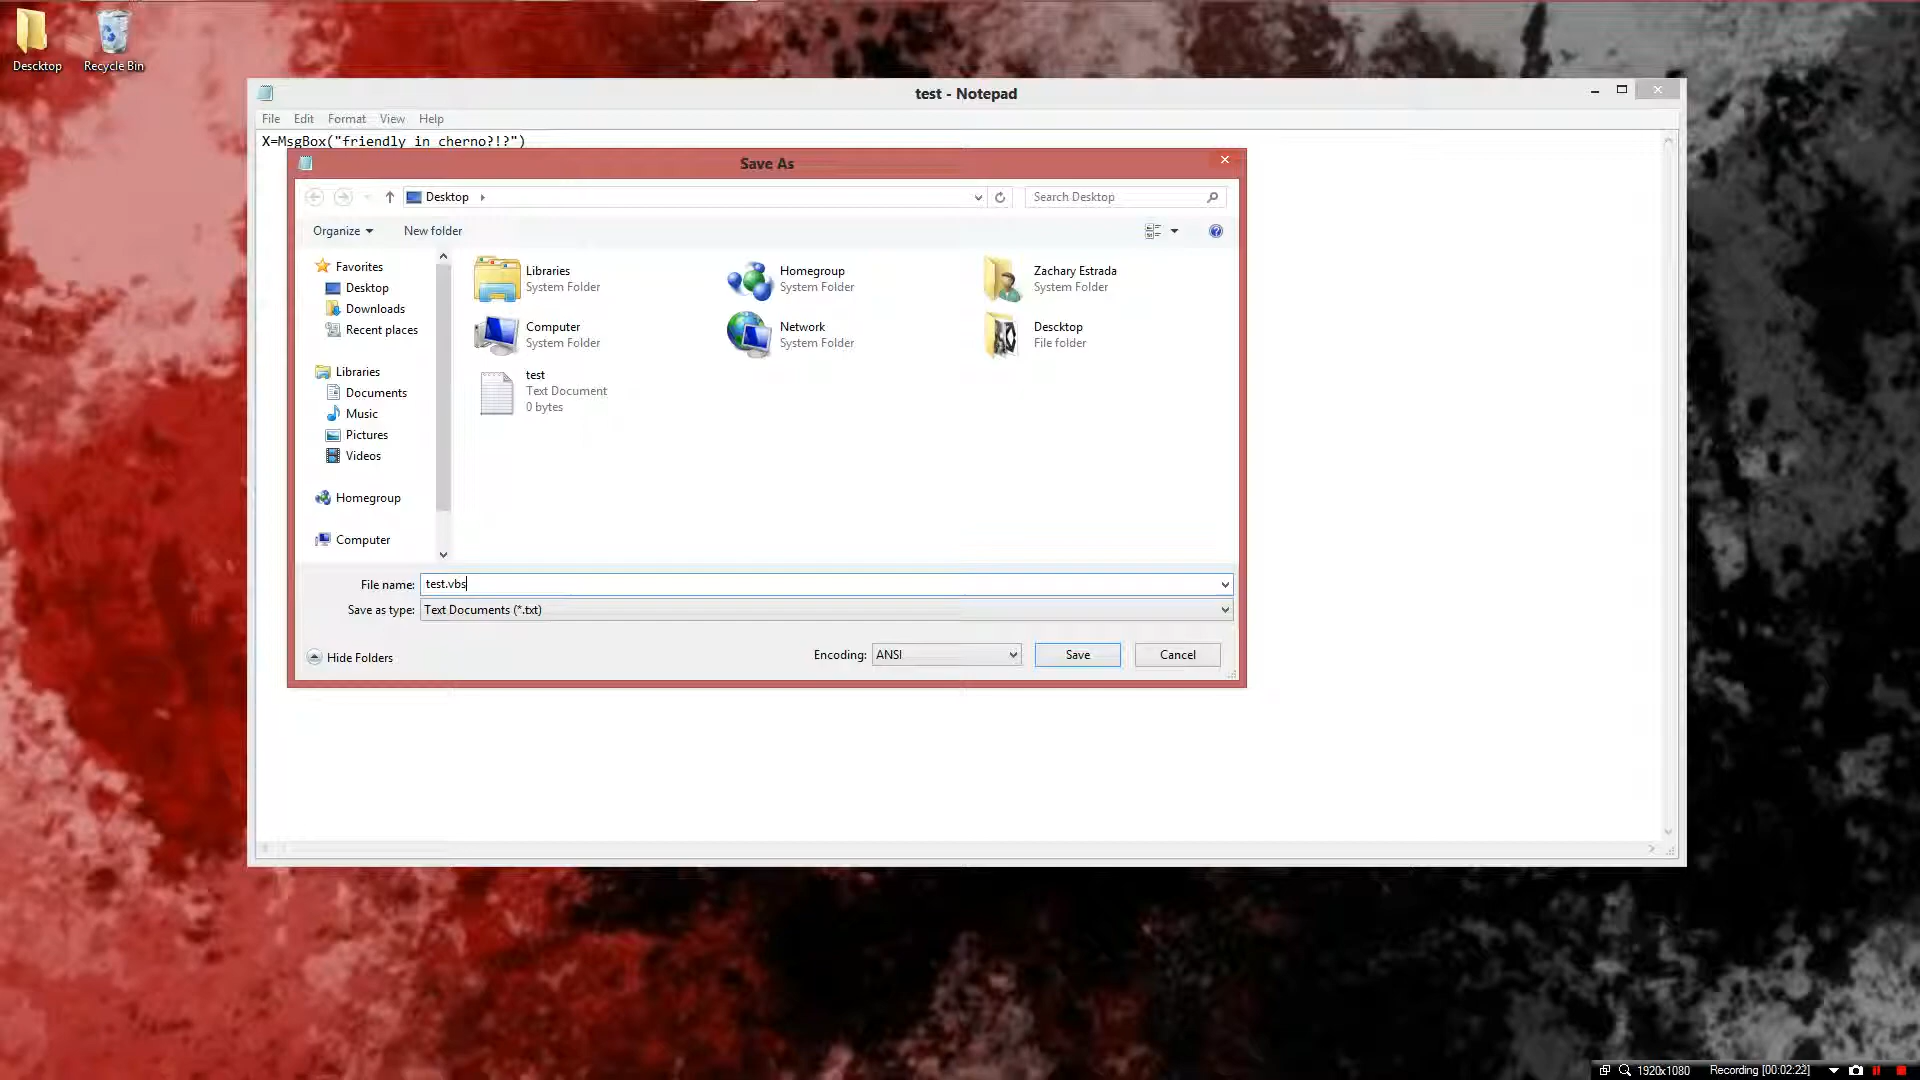 Descktop
Recycle Bin
test - Notepad
File Edit Format View Help
X=MsgBox("friendly in cherno?!?")
Save As
Desktop
Search Desktop
Organize
New folder
Favorites
Desktop
Downloads
Recent places
Libraries
Documents
Music
Pictures
Videos
Homegroup
Computer
Libraries
System Folder
Homegroup
System Folder
Zachary Estrada
System Folder
Computer
System Folder
Network
System Folder
Descktop
File folder
test
Text Document
0 bytes
File name: test.vbs
Save as type: Text Documents (*.txt)
Hide Folders
Encoding: ANSI
Save
Cancel
1920x1080 Recording [00:02:22]